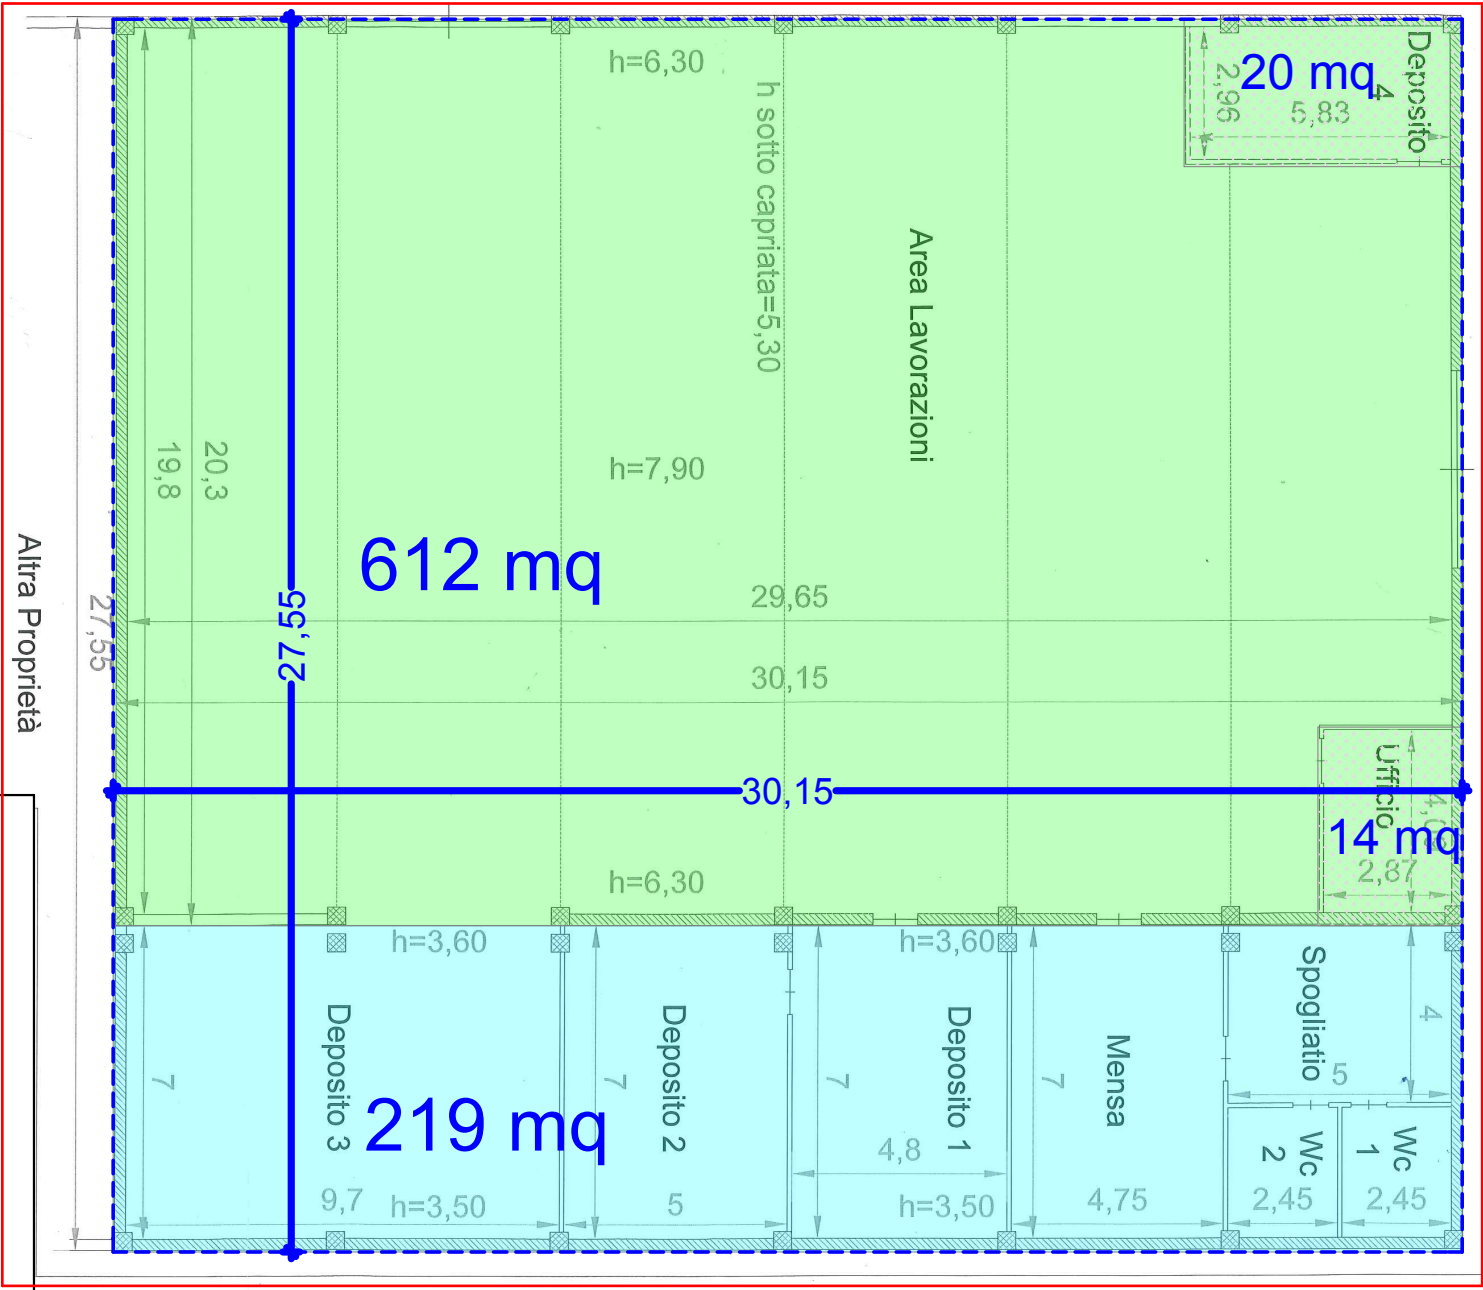 h=6,30
h sotto capriata=5,30
Area Lavorazioni
20 mq
2,96
5,83
Deposito
4
20,3
19,8
h=7,90
612 mq
29,65
27,55
27,55
30,15
30,15
Altra Proprietà
Ufficio
14 mq
2,87
h=6,30
h=3,60
h=3,60
Deposito 3
7
219 mq
9,7
h=3,50
Deposito 2
7
5
Deposito 1
7
4,8
h=3,50
Mensa
7
4,75
Spogliatio
4
5
Wc
2
2,45
Wc
1
2,45